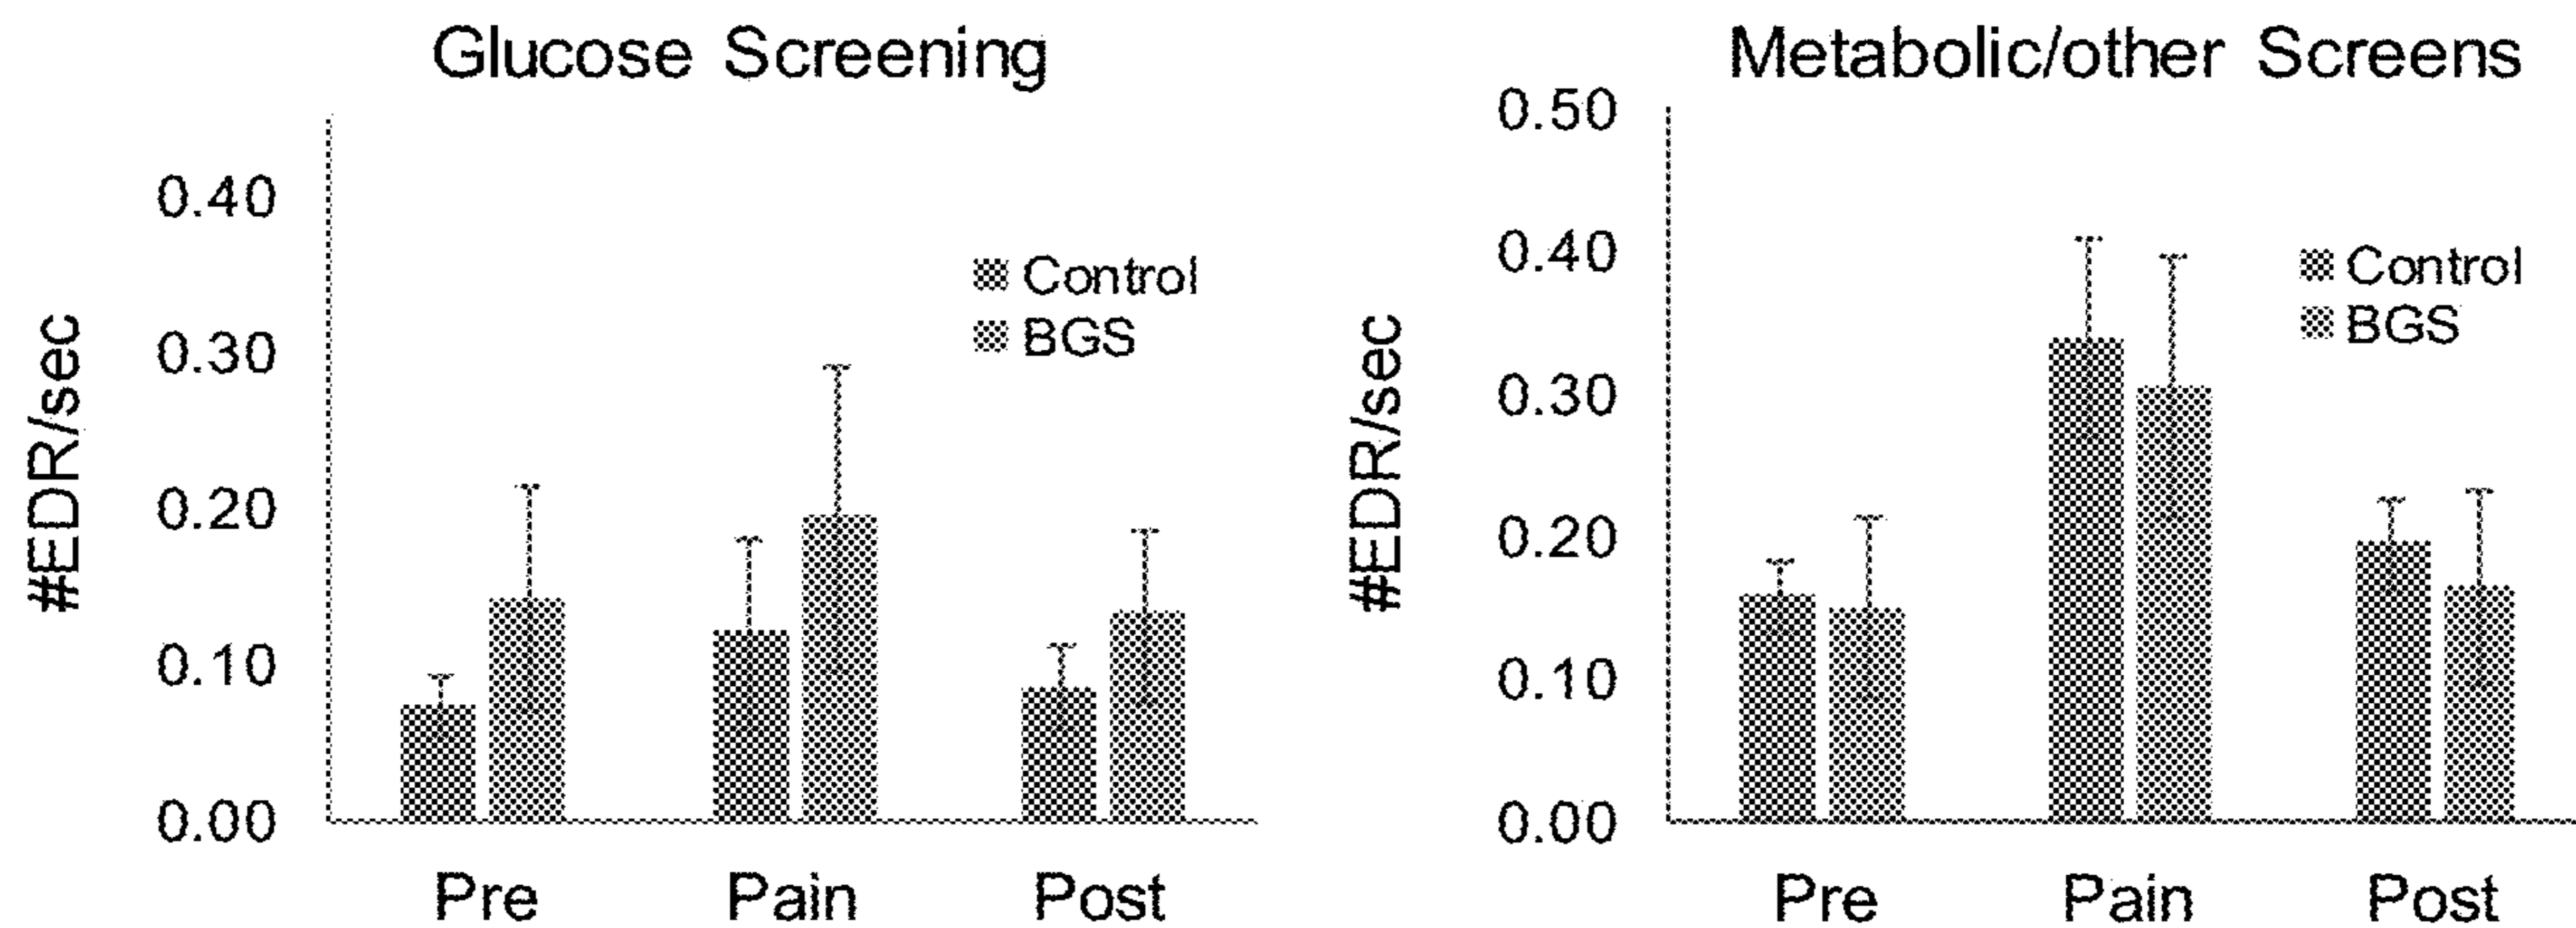 Glucose Screening
#EDR/sec
0.40
0.30
0.20
0.10
0.00
Control
BGS
Pre Pain Post
Metabolic/other Screens
#EDR/sec
0.50
0.40
0.30
0.20
0.10
0.00
Control
BGS
Pre Pain Post